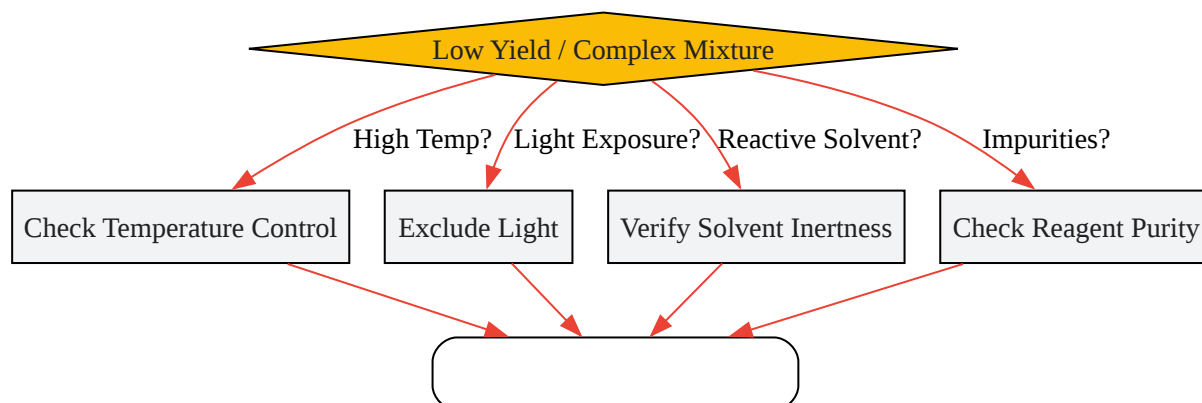 Low Yield / Complex Mixture
High Temp?
Light Exposure?
Reactive Solvent?
Impurities?
Check Temperature Control
Exclude Light
Verify Solvent Inertness
Check Reagent Purity